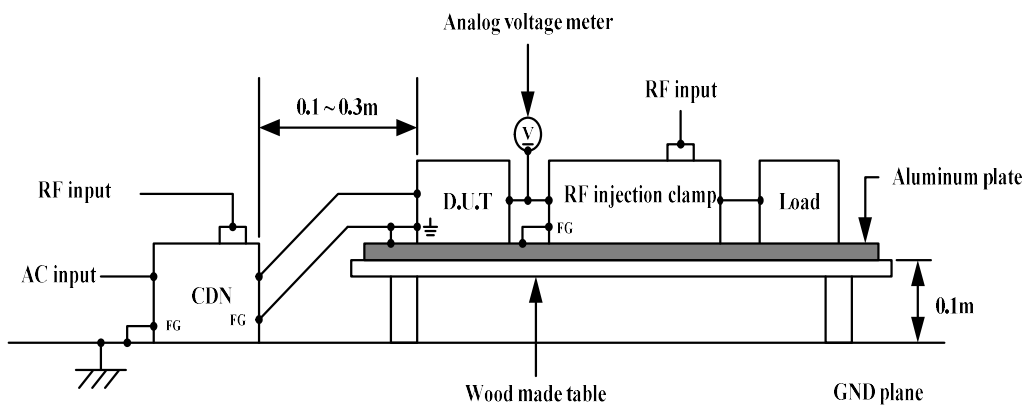 Analog voltage meter
0.1 ~ 0.3m
RF input
V
RF input
D.U.T
RF injection clamp
Load
Aluminum plate
FG
AC input
CDN
FG
FG
0.1m
Wood made table
GND plane